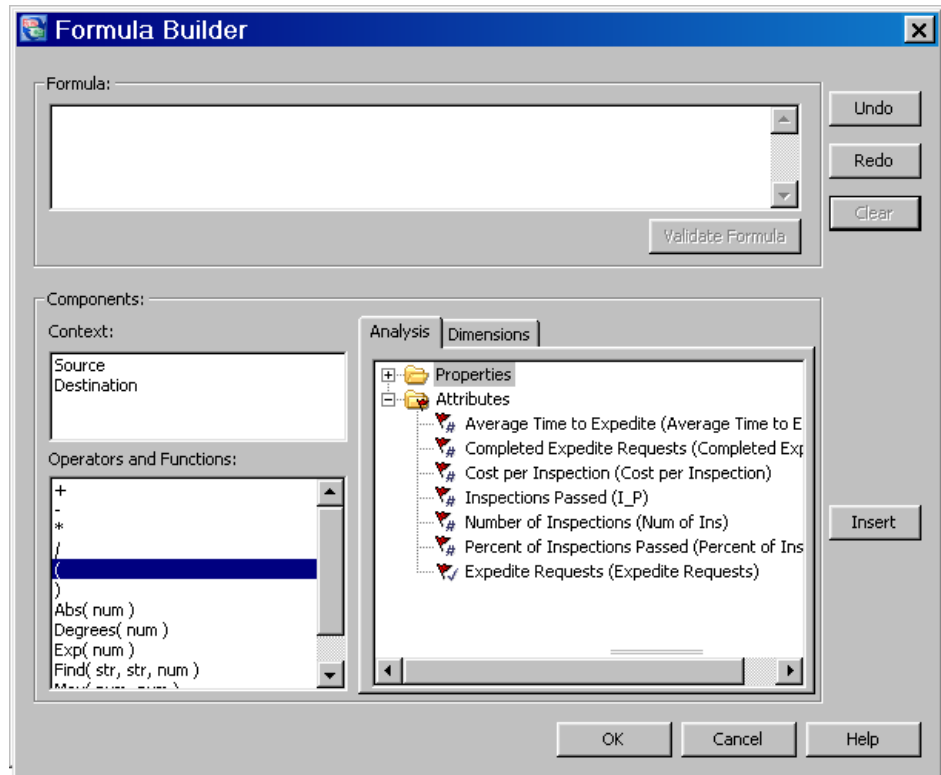 Formula Builder
Formula:
Undo
Redo
Clear
Validate Formula
Components:
Context:
Source
Destination
Operators and Functions:
+
-
*
/
(
)
Abs( num )
Degrees( num )
Exp( num )
Find( str, str, num )
Analysis
Dimensions
Properties
Attributes
Average Time to Expedite (Average Time to E
Completed Expedite Requests (Completed Exp
Cost per Inspection (Cost per Inspection)
Inspections Passed (I_P)
Number of Inspections (Num of Ins)
Percent of Inspections Passed (Percent of Ins
Expedite Requests (Expedite Requests)
Insert
OK
Cancel
Help